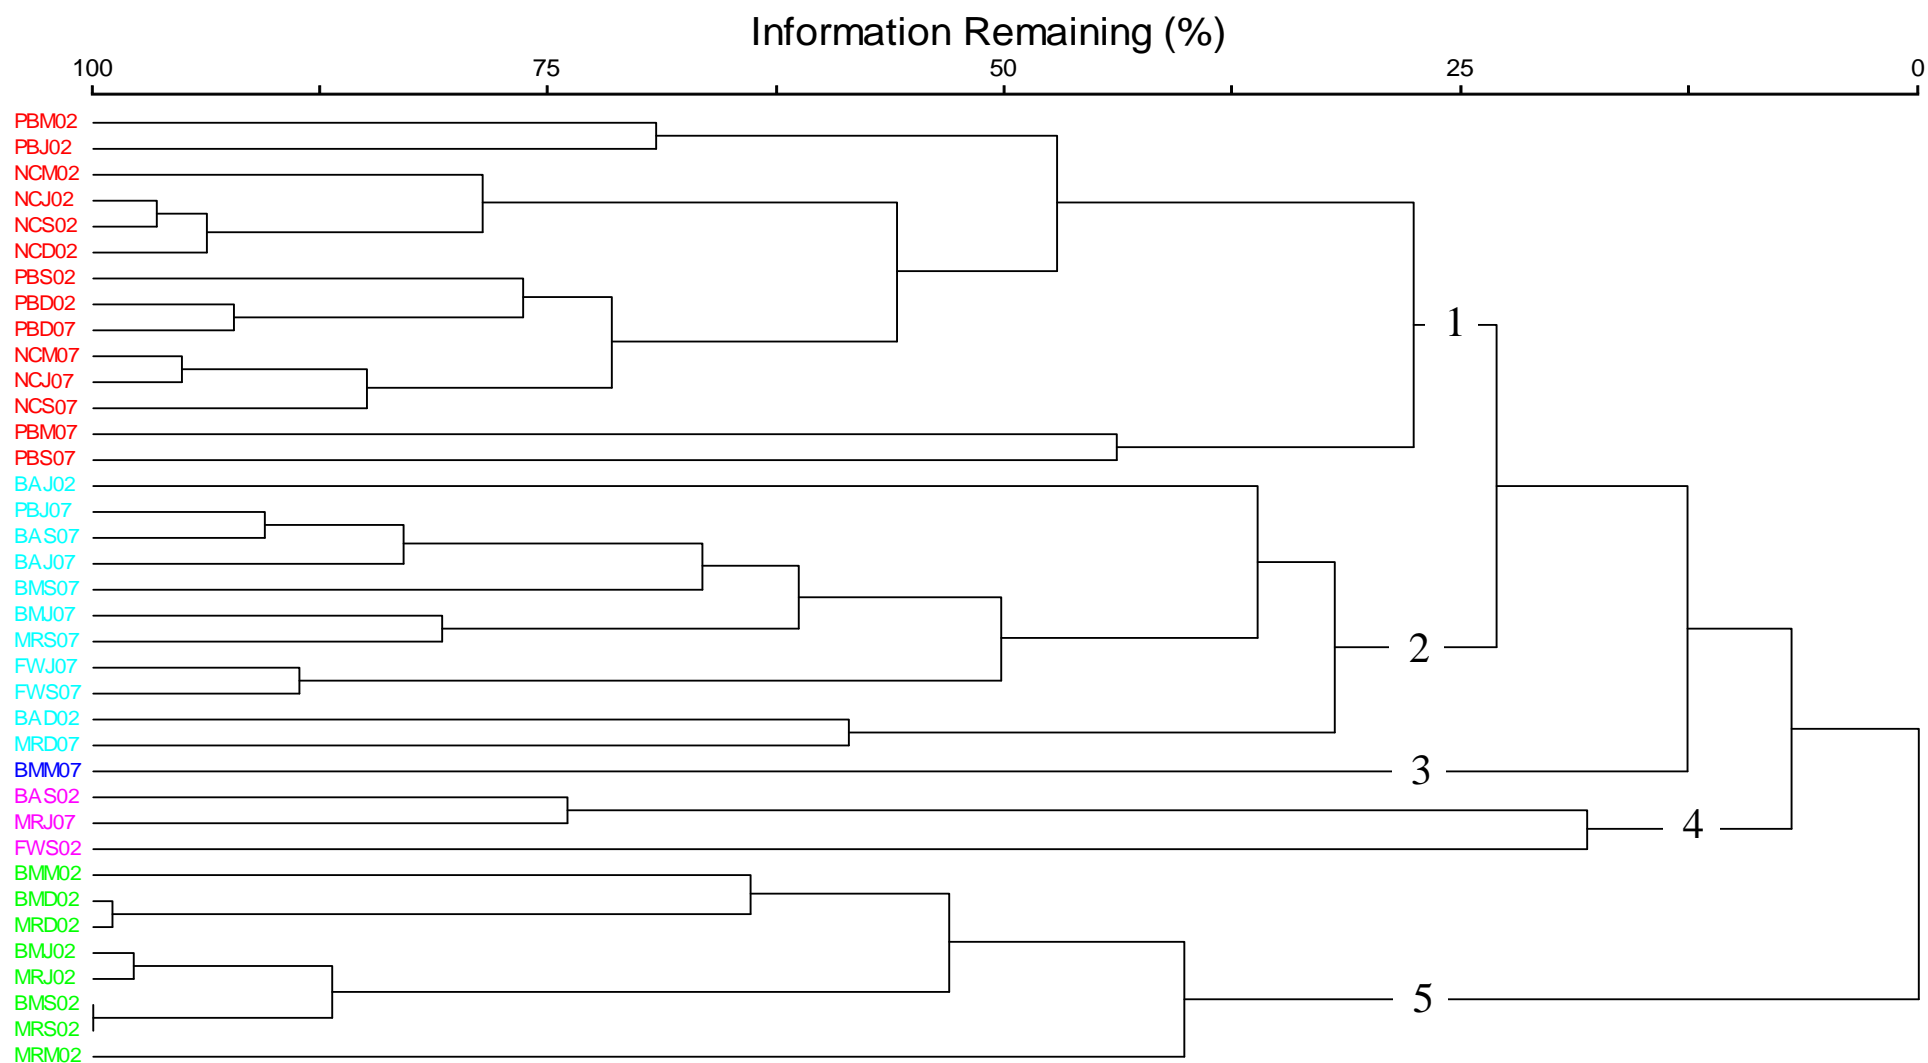 Information Remaining (%)
100 75 50 25 0
PBM02
PBJ02
NCM02
NCJ02
NCS02
NCD02
PBS02
PBD02
PBD07
NCM07
NCJ07
NCS07
PBM07
PBS07
BAJ02
PBJ07
BAS07
BAJ07
BMS07
BMJ07
MRS07
FWJ07
FWS07
BAD02
MRD07
BMM07
BAS02
MRJ07
FWS02
BMM02
BMD02
MRD02
BMJ02
MRJ02
BMS02
MRS02
MRM02
1
2
3
4
5